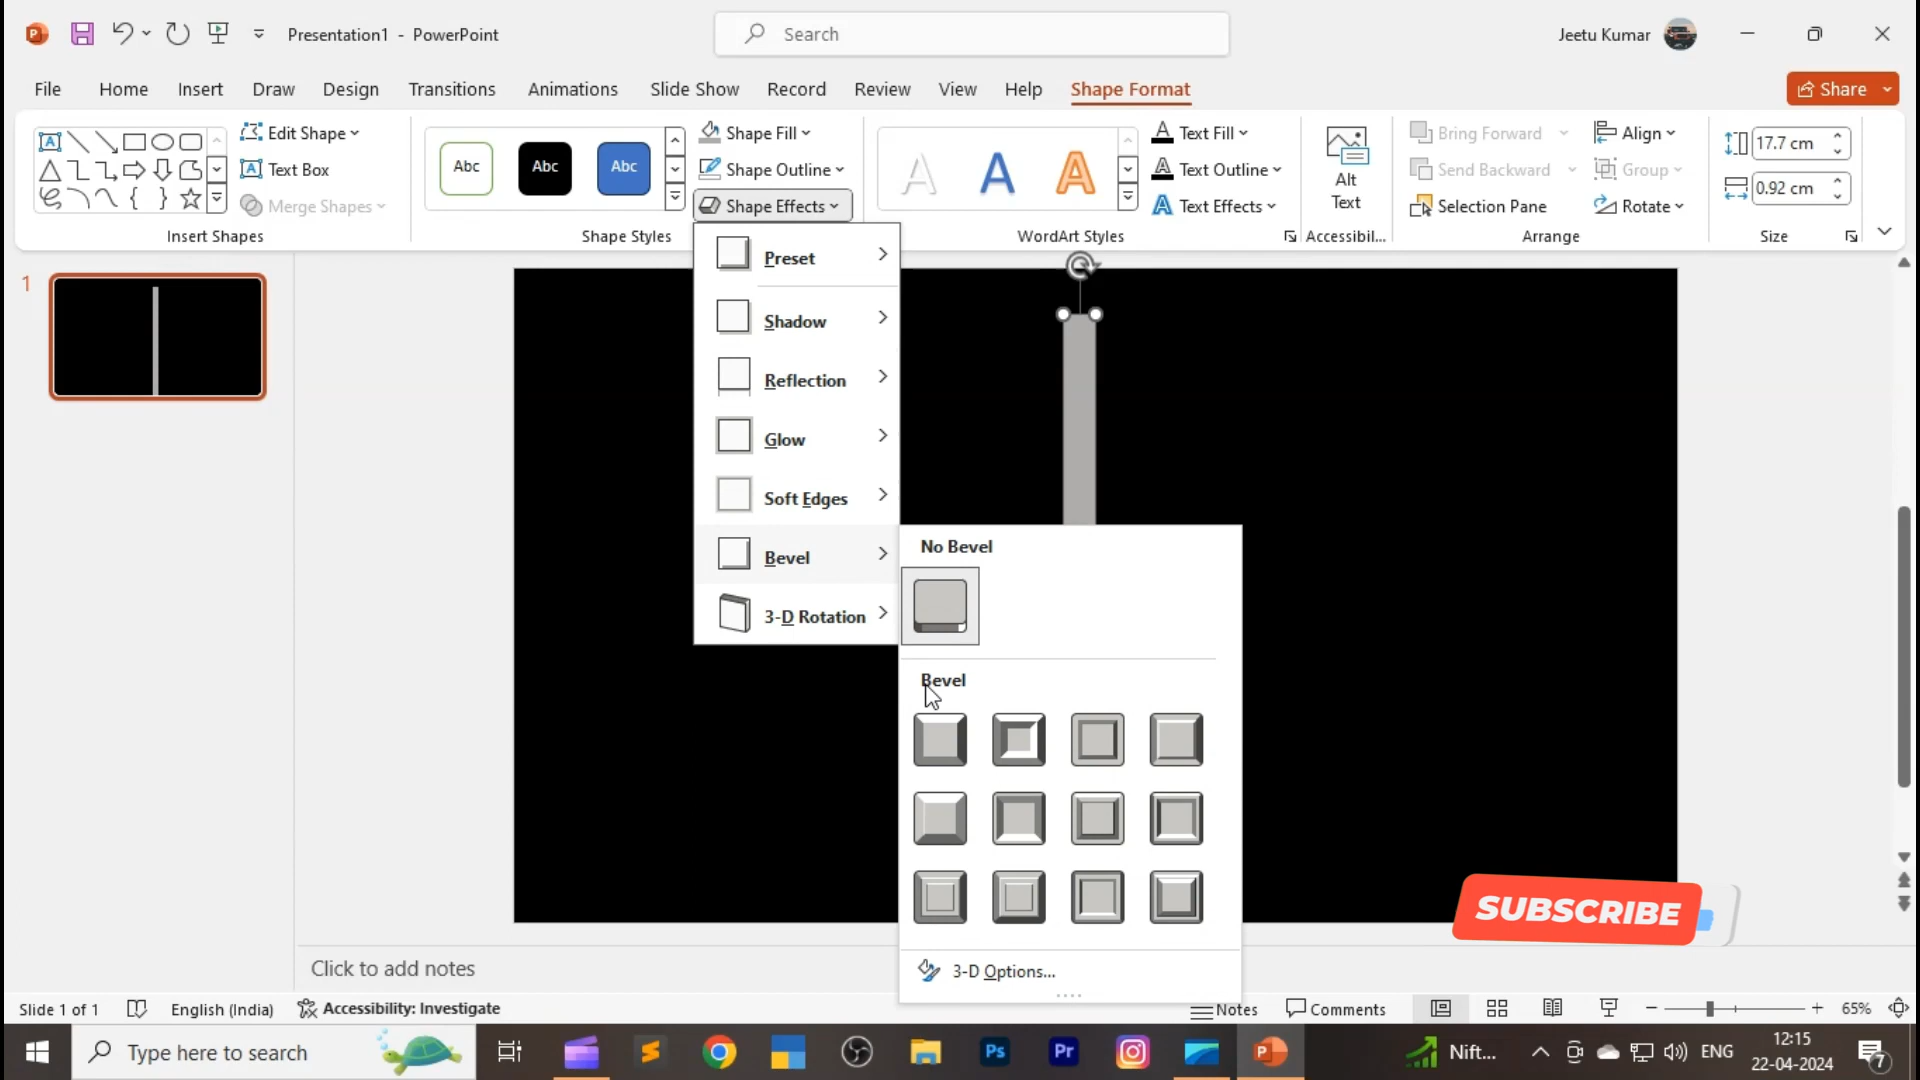 Presentation1 - PowerPoint
Search
Jeetu Kumar
File Home Insert Draw Design Transitions Animations Slide Show Record Review View Help Shape Format
Share
Edit Shape
Text Box
Merge Shapes
Insert Shapes
Abc Abc Abc
Shape Fill
Shape Outline
Shape Effects
Shape Styles
A A A
Text Fill
Text Outline
Text Effects
WordArt Styles
Alt
Text
Accessibil...
Bring Forward
Send Backward
Selection Pane
Align
Group
Rotate
Arrange
17.7 cm
0.92 cm
Size
1
Preset
Shadow
Reflection
Glow
Soft Edges
Bevel
3-D Rotation
No Bevel
Bevel
3-D Options...
SUBSCRIBE
Click to add notes
Slide 1 of 1 English (India) Accessibility: Investigate Notes Comments 65%
Type here to search
Ps
Pr
Nift...
ENG
12:15
22-04-2024
7